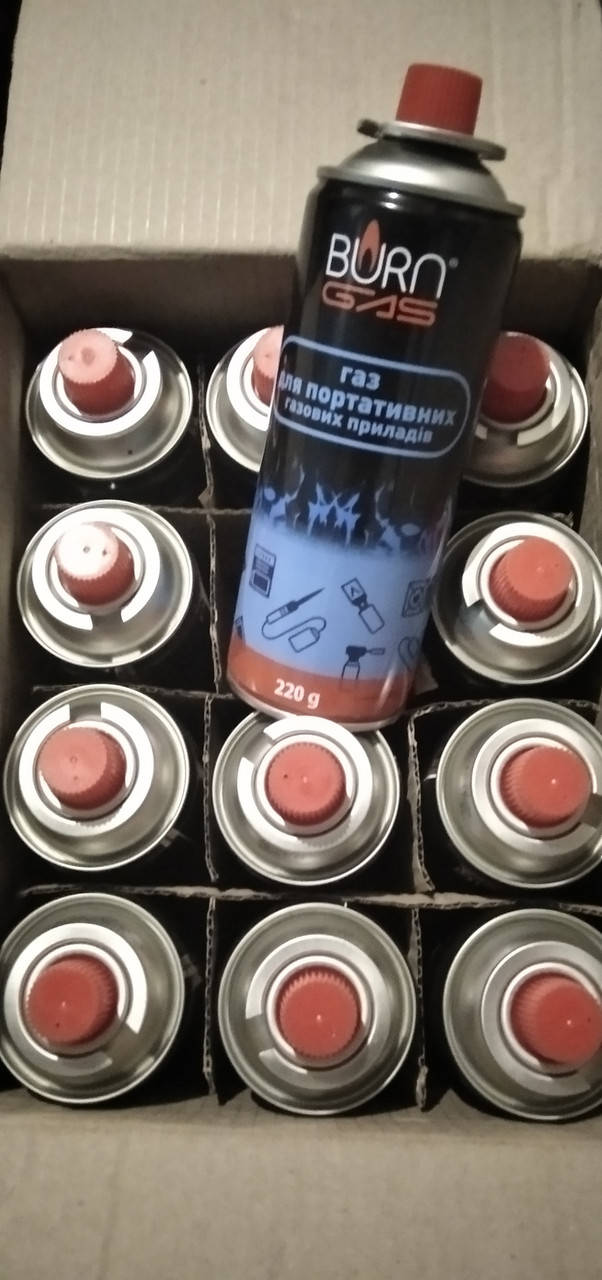 BURN®
GAS
газ
для портативних
газових приладів
220 g